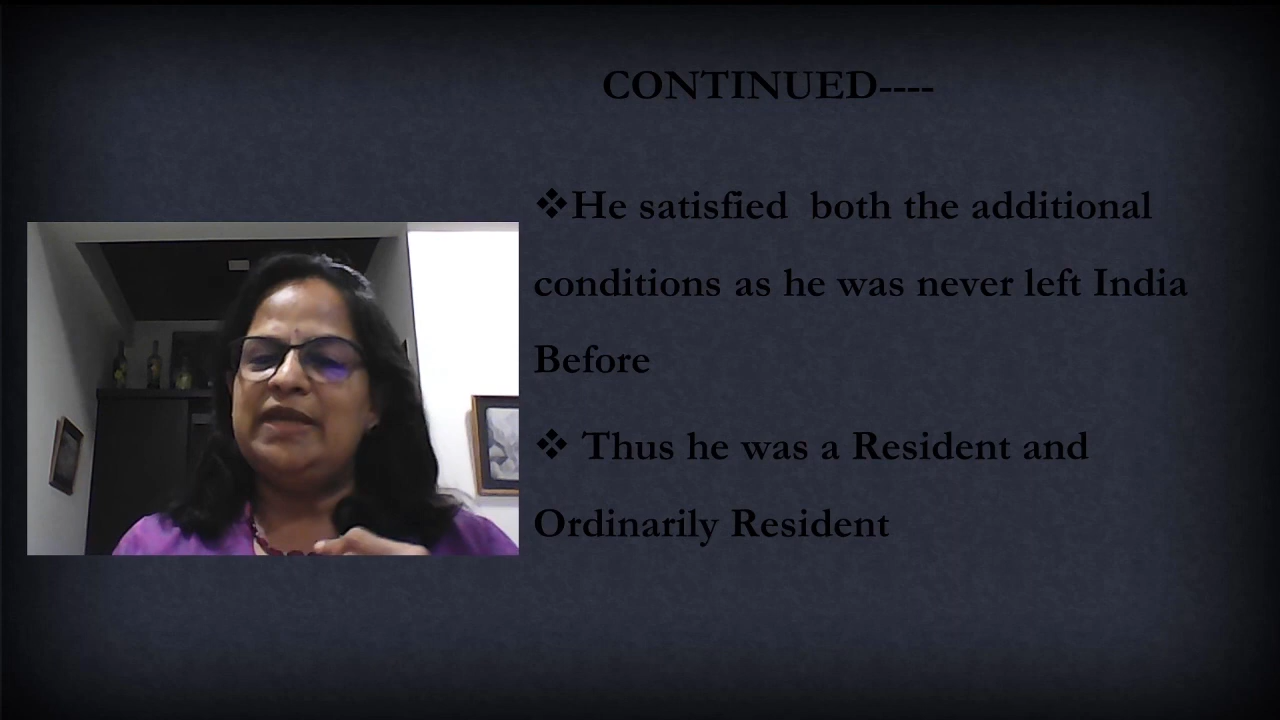 CONTINUED----
❖He satisfied both the additional
conditions as he was never left India
Before
❖ Thus he was a Resident and
Ordinarily Resident